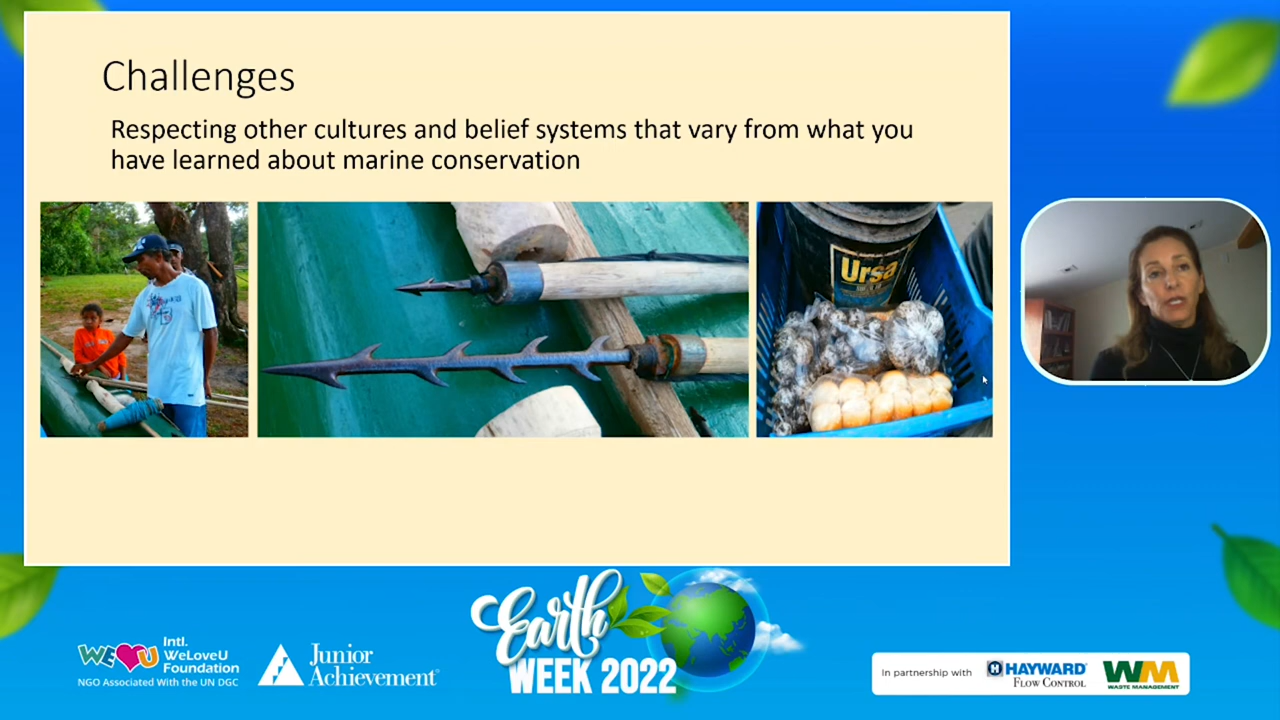 Challenges
Respecting other cultures and belief systems that vary from what you
have learned about marine conservation
Ursa
Earth
WEEK 2022
WE U
Intl.
WeLoveU
Foundation
NGO Associated With the UN DGC
Junior
Achievement®
In partnership with
H HAYWARD®
FLOW CONTROL
WM
WASTE MANAGEMENT